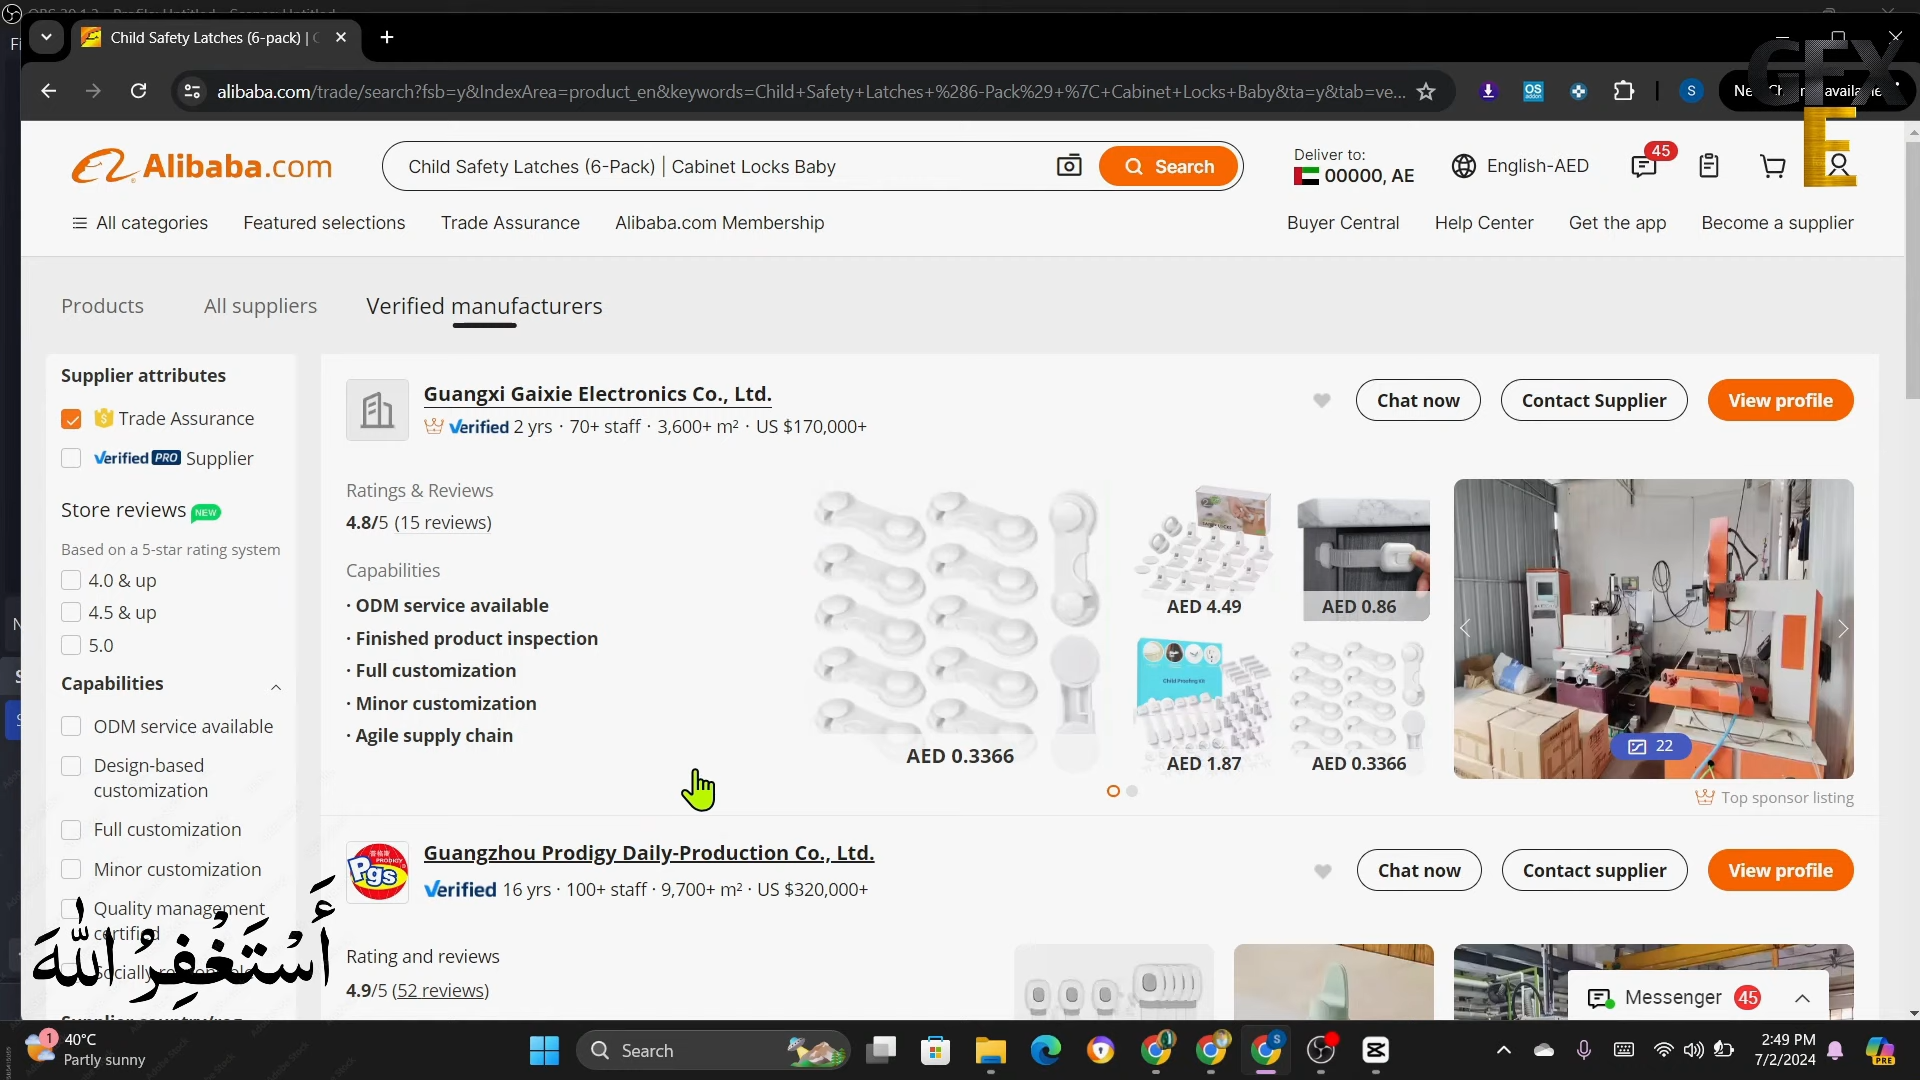 Child Safety Latches (6-pack) |
alibaba.com/trade/search?fsb=y&IndexArea=product_en&keywords=Child+Safety+Latches+%286-Pack%29+%7C+Cabinet+Locks+Baby&ta=y&tab=ve...
OS
S
GFX
E
Alibaba.com
Child Safety Latches (6-Pack) | Cabinet Locks Baby
Search
Deliver to:
00000, AE
English-AED
45
All categories
Featured selections
Trade Assurance
Alibaba.com Membership
Buyer Central
Help Center
Get the app
Become a supplier
Products
All suppliers
Verified manufacturers
Supplier attributes
Trade Assurance
Verified PRO Supplier
Store reviews NEW
Based on a 5-star rating system
4.0 & up
4.5 & up
5.0
Capabilities
ODM service available
Design-based
customization
Full customization
Minor customization
Quality management
certified
أَسْتَغْفِرُ اللّٰهَ
Guangxi Gaixie Electronics Co., Ltd.
Verified 2 yrs · 70+ staff · 3,600+ m² · US $170,000+
Chat now
Contact Supplier
View profile
Ratings & Reviews
4.8/5 (15 reviews)
Capabilities
· ODM service available
· Finished product inspection
· Full customization
· Minor customization
· Agile supply chain
AED 0.3366
AED 4.49
AED 0.86
Child Proofing Kit
AED 1.87
AED 0.3366
22
Top sponsor listing
Pgs
Guangzhou Prodigy Daily-Production Co., Ltd.
Verified 16 yrs · 100+ staff · 9,700+ m² · US $320,000+
Chat now
Contact supplier
View profile
Rating and reviews
4.9/5 (52 reviews)
Messenger 45
1
40°C
Partly sunny
Search
S
2:49 PM
7/2/2024
PRE